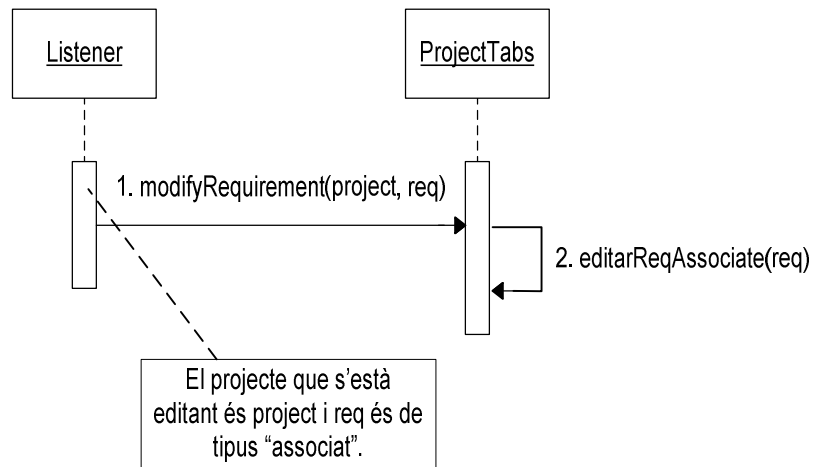 Listener
ProjectTabs
1. modifyRequirement(project, req)
2. editarReqAssociate(req)
El projecte que s’està
editant és project i req és de
tipus “associat”.